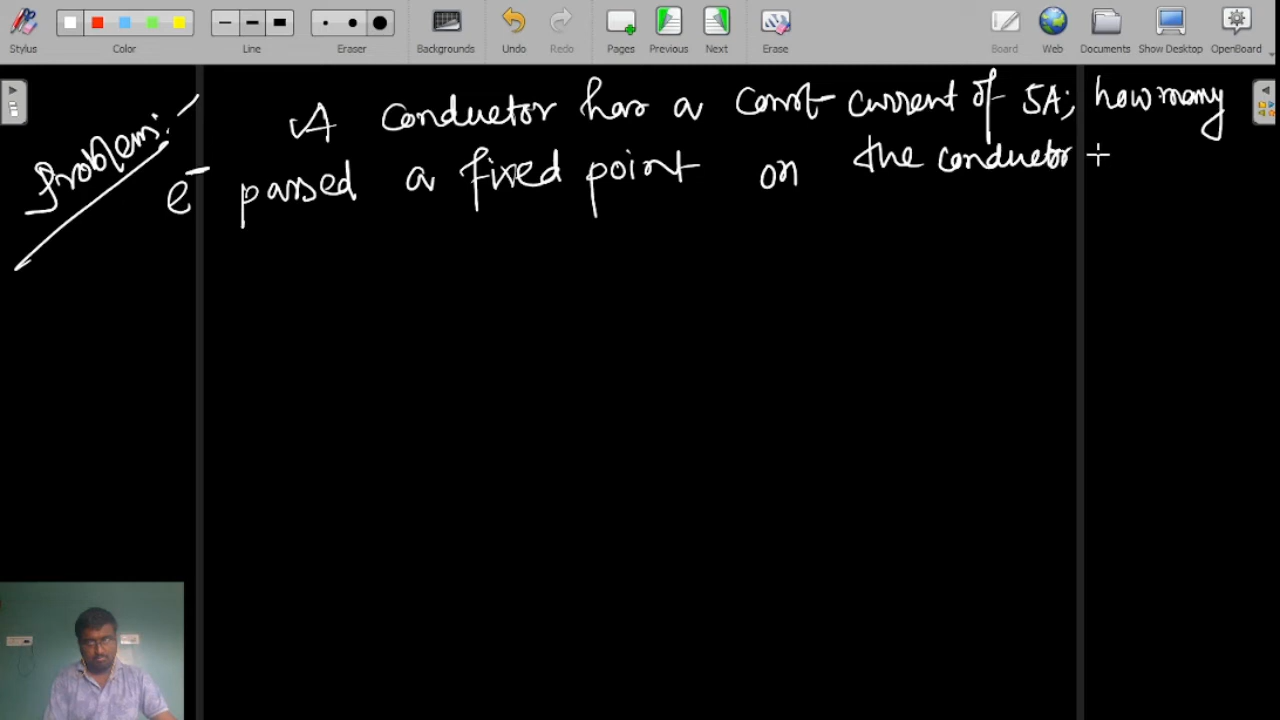 Stylus
Color
Line
Eraser
Backgrounds
Undo
Redo
Pages
Previous
Next
Erase
Board
Web
Documents
Show Desktop
OpenBoard
Problem:-
A conductor has a const current of 5A; how many
e⁻ passed a fixed point on the conductor